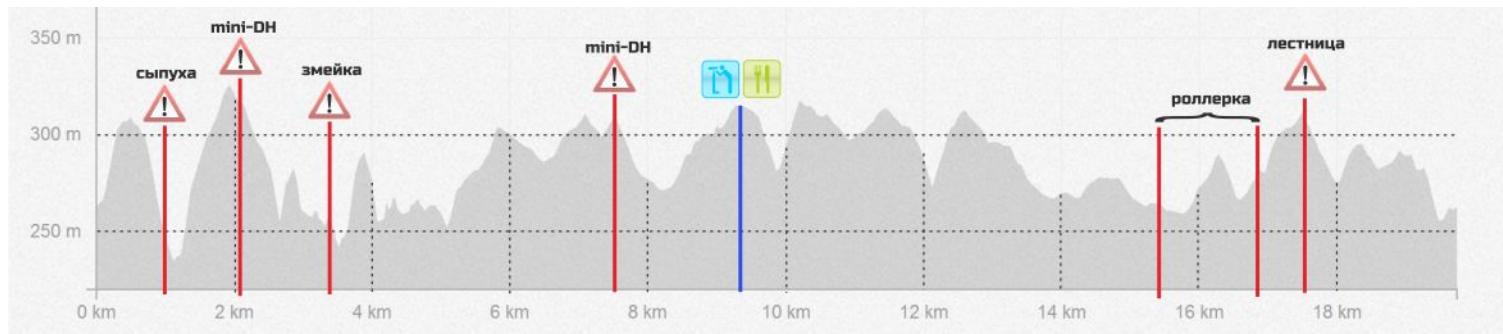 350 m
300 m
250 m
сыпуха
mini-DH
змейка
mini-DH
роллерка
лестница
!
!
!
!
!
0 km
2 km
4 km
6 km
8 km
10 km
12 km
14 km
16 km
18 km